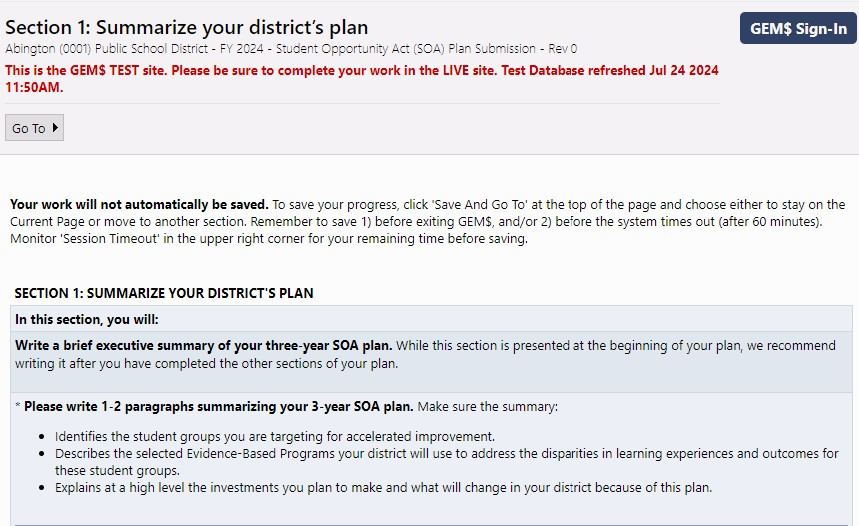 Section 1: Summarize your district's plan
GEM$ Sign-In
Abington (0001) Public School District - FY 2024 - Student Opportunity Act (SOA) Plan Submission - Rev 0
This is the GEM$ TEST site. Please be sure to complete your work in the LIVE site. Test Database refreshed Jul 24 2024
11:50AM.
Go To
Your work will not automatically be saved. To save your progress, click 'Save And Go To' at the top of the page and choose either to stay on the
Current Page or move to another section. Remember to save 1) before exiting GEM$, and/or 2) before the system times out (after 60 minutes).
Monitor 'Session Timeout' in the upper right corner for your remaining time before saving.
SECTION 1: SUMMARIZE YOUR DISTRICT'S PLAN
In this section, you will:
Write a brief executive summary of your three-year SOA plan. While this section is presented at the beginning of your plan, we recommend
writing it after you have completed the other sections of your plan.
* Please write 1-2 paragraphs summarizing your 3-year SOA plan. Make sure the summary:
• Identifies the student groups you are targeting for accelerated improvement.
• Describes the selected Evidence-Based Programs your district will use to address the disparities in learning experiences and outcomes for
these student groups.
• Explains at a high level the investments you plan to make and what will change in your district because of this plan.